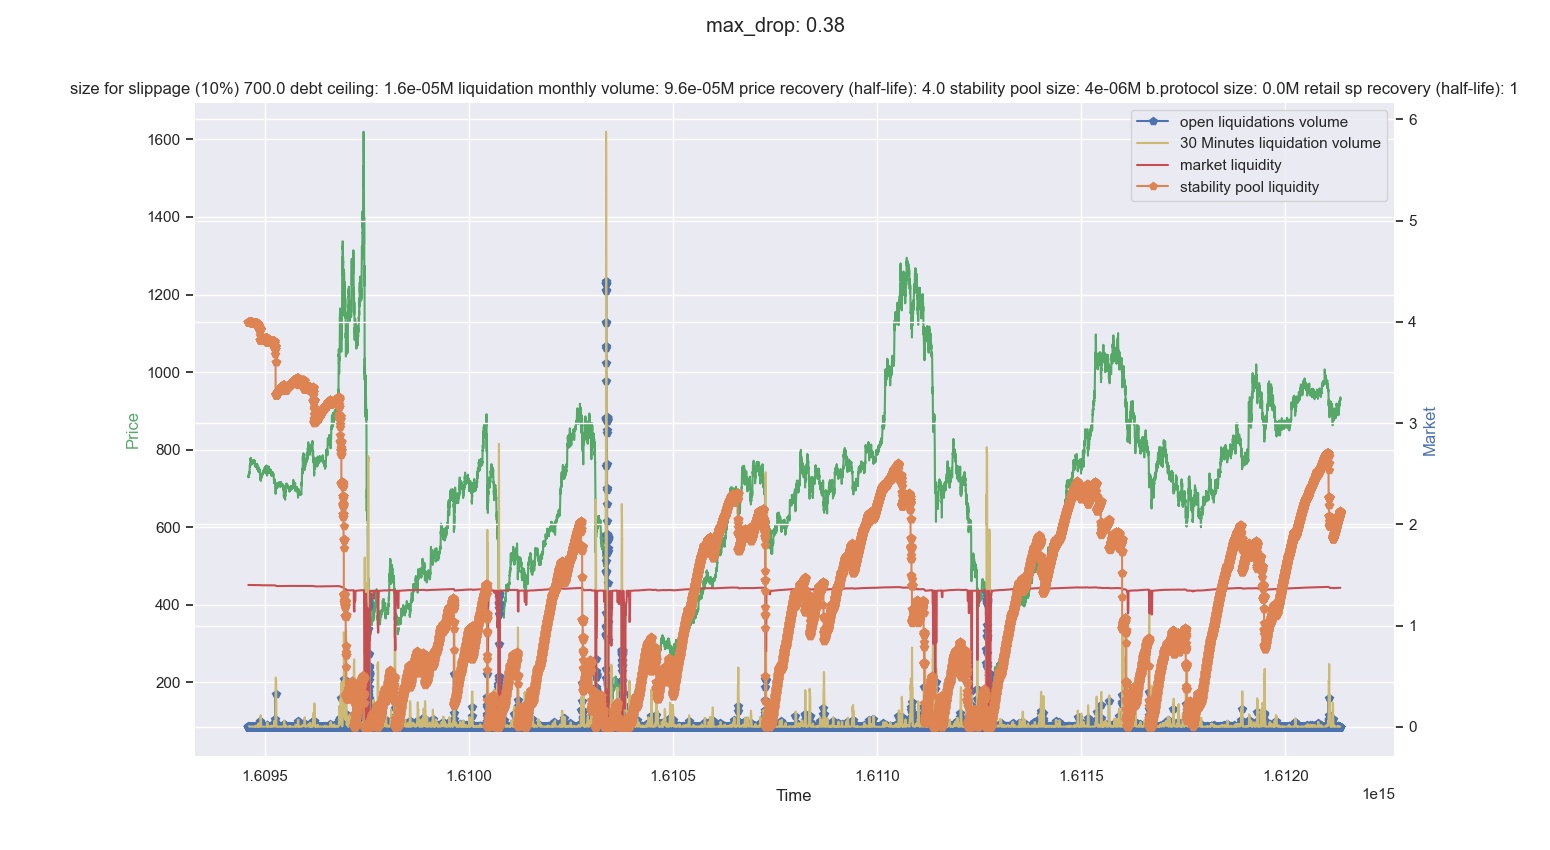 max_drop: 0.38
size for slippage (10%) 700.0 debt ceiling: 1.6e-05M liquidation monthly volume: 9.6e-05M price recovery (half-life): 4.0 stability pool size: 4e-06M b.protocol size: 0.0M retail sp recovery (half-life): 1
open liquidations volume
30 Minutes liquidation volume
market liquidity
stability pool liquidity
1600
1400
1200
1000
800
600
400
200
Price
6
5
4
3
2
1
0
Market
1.6095 1.6100 1.6105 1.6110 1.6115 1.6120
Time
1e15